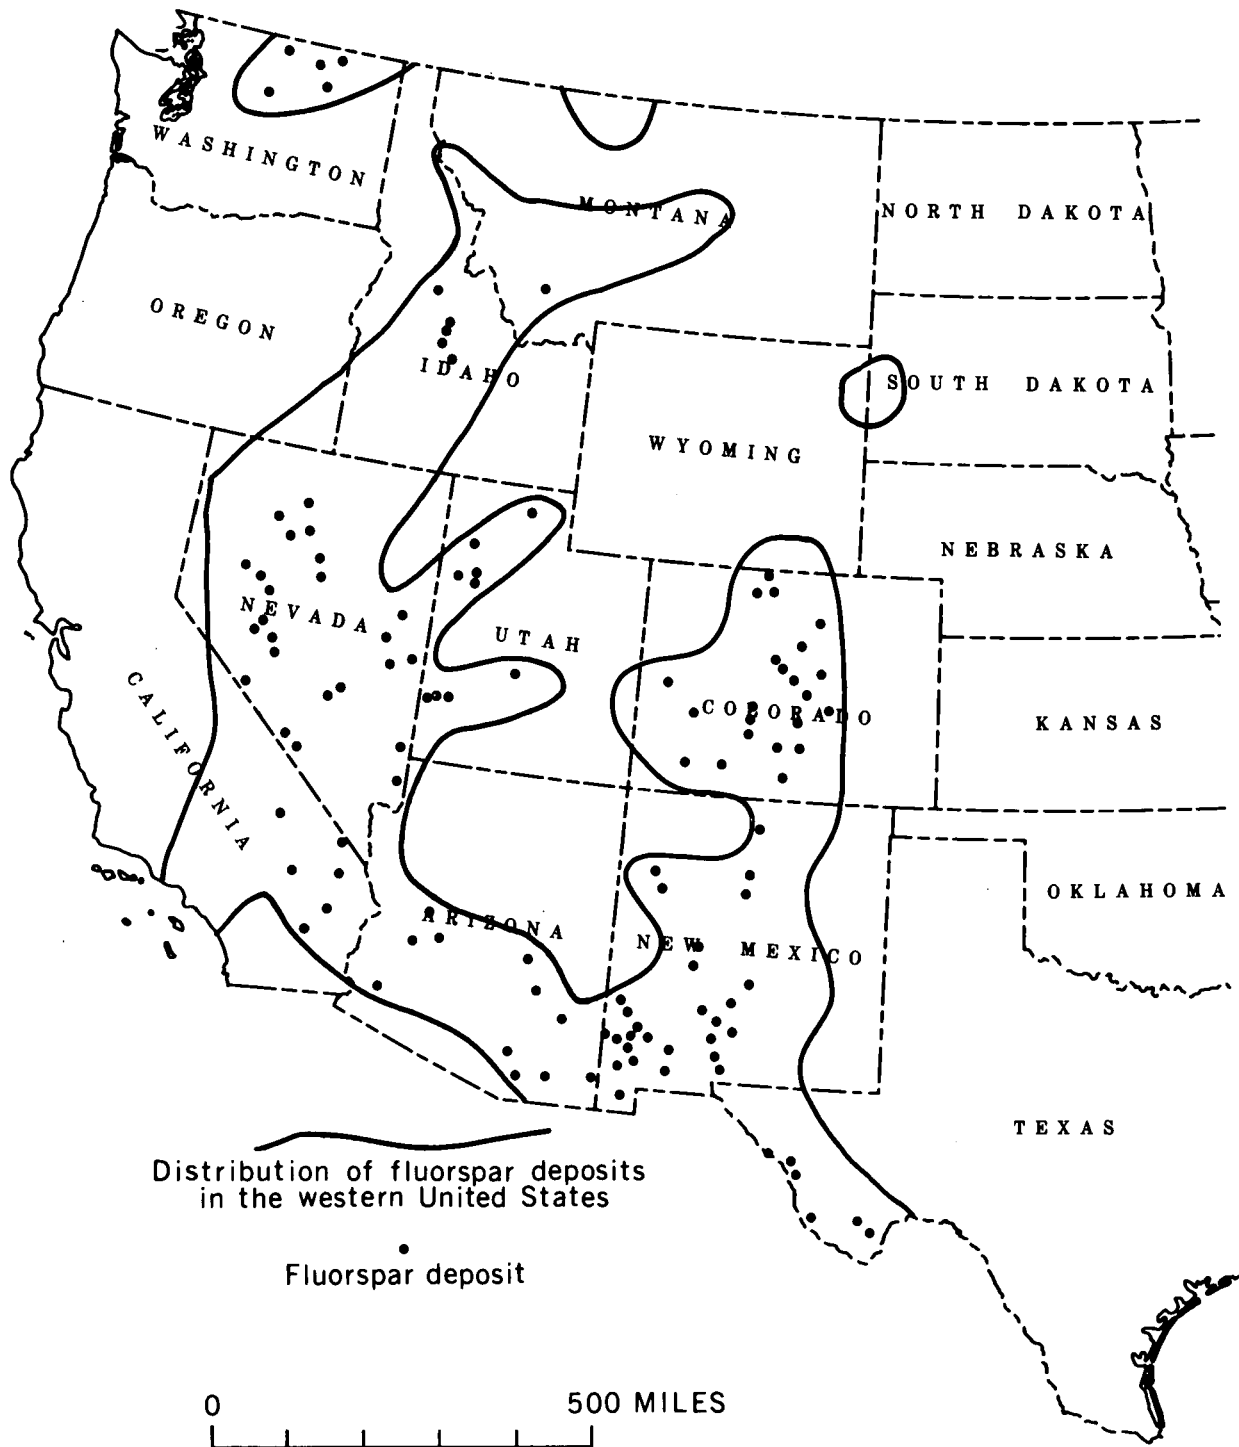 WASHINGTON
MONTANA
NORTH DAKOTA
OREGON
IDAHO
SOUTH DAKOTA
WYOMING
NEBRASKA
NEVADA
UTAH
CALIFORNIA
COLORADO
KANSAS
OKLAHOMA
ARIZONA
NEW MEXICO
TEXAS
Distribution of fluorspar deposits
in the western United States
Fluorspar deposit
0 500 MILES